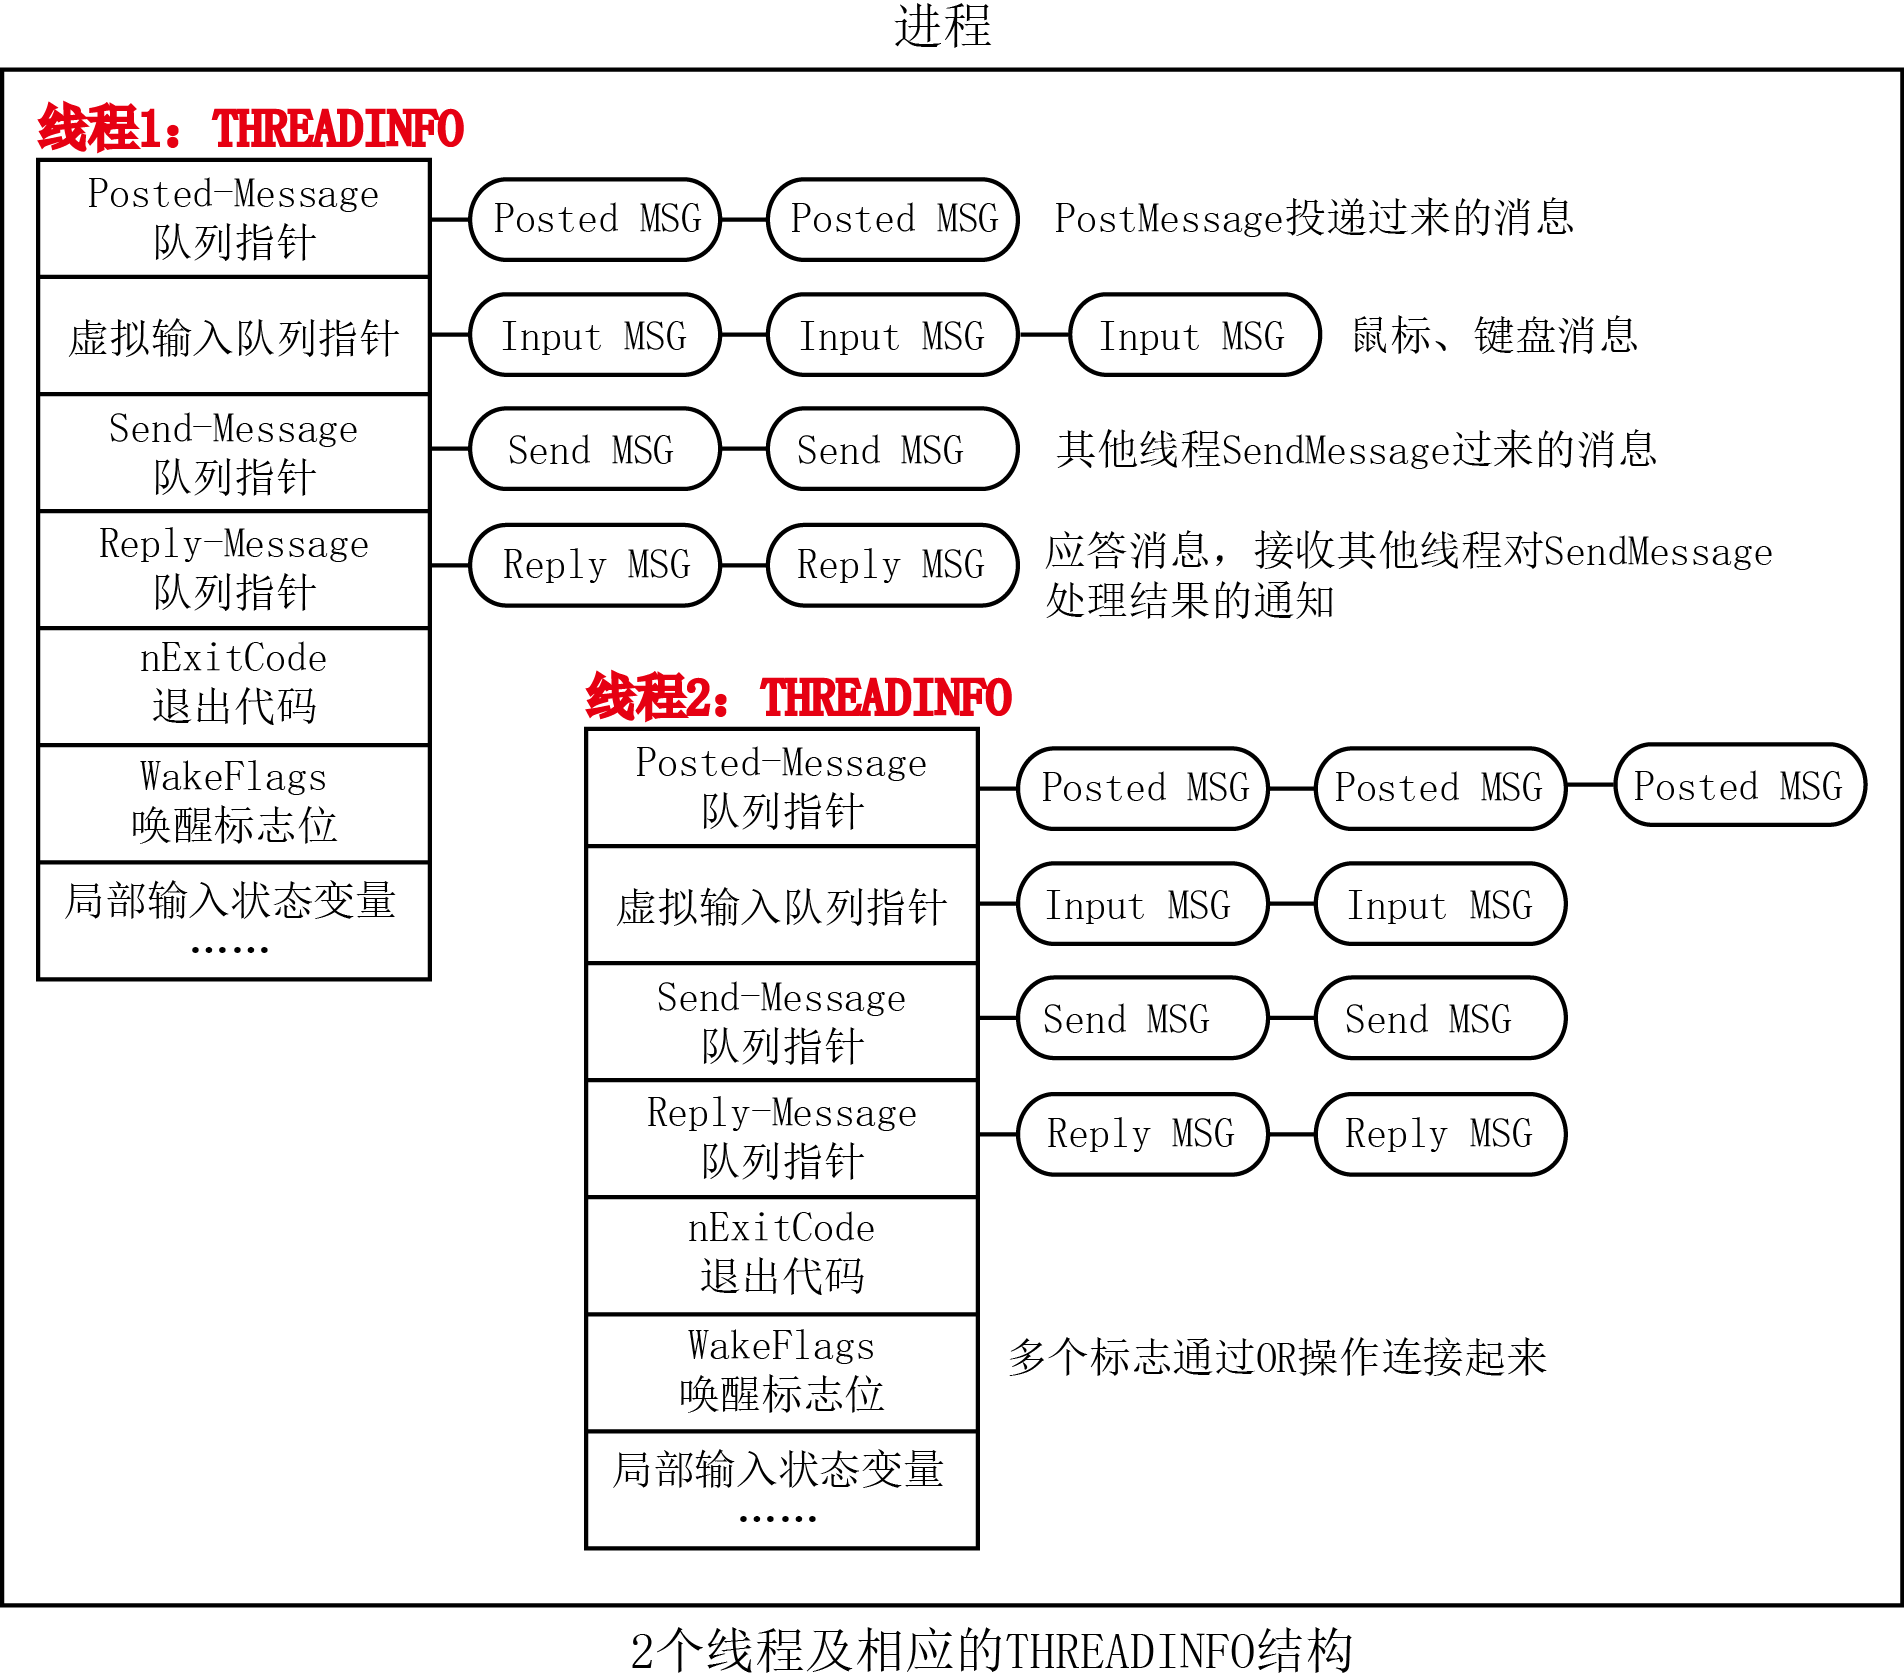 进程
线程1：THREADINFO
Posted-Message
队列指针
Posted MSG
Posted MSG
PostMessage投递过来的消息
虚拟输入队列指针
Input MSG
Input MSG
Input MSG
鼠标、键盘消息
Send-Message
队列指针
Send MSG
Send MSG
其他线程SendMessage过来的消息
Reply-Message
队列指针
Reply MSG
Reply MSG
应答消息，接收其他线程对SendMessage
处理结果的通知
nExitCode
退出代码
WakeFlags
唤醒标志位
局部输入状态变量
……
线程2：THREADINFO
Posted-Message
队列指针
Posted MSG
Posted MSG
Posted MSG
虚拟输入队列指针
Input MSG
Input MSG
Send-Message
队列指针
Send MSG
Send MSG
Reply-Message
队列指针
Reply MSG
Reply MSG
nExitCode
退出代码
WakeFlags
唤醒标志位
多个标志通过OR操作连接起来
局部输入状态变量
……
2个线程及相应的THREADINFO结构